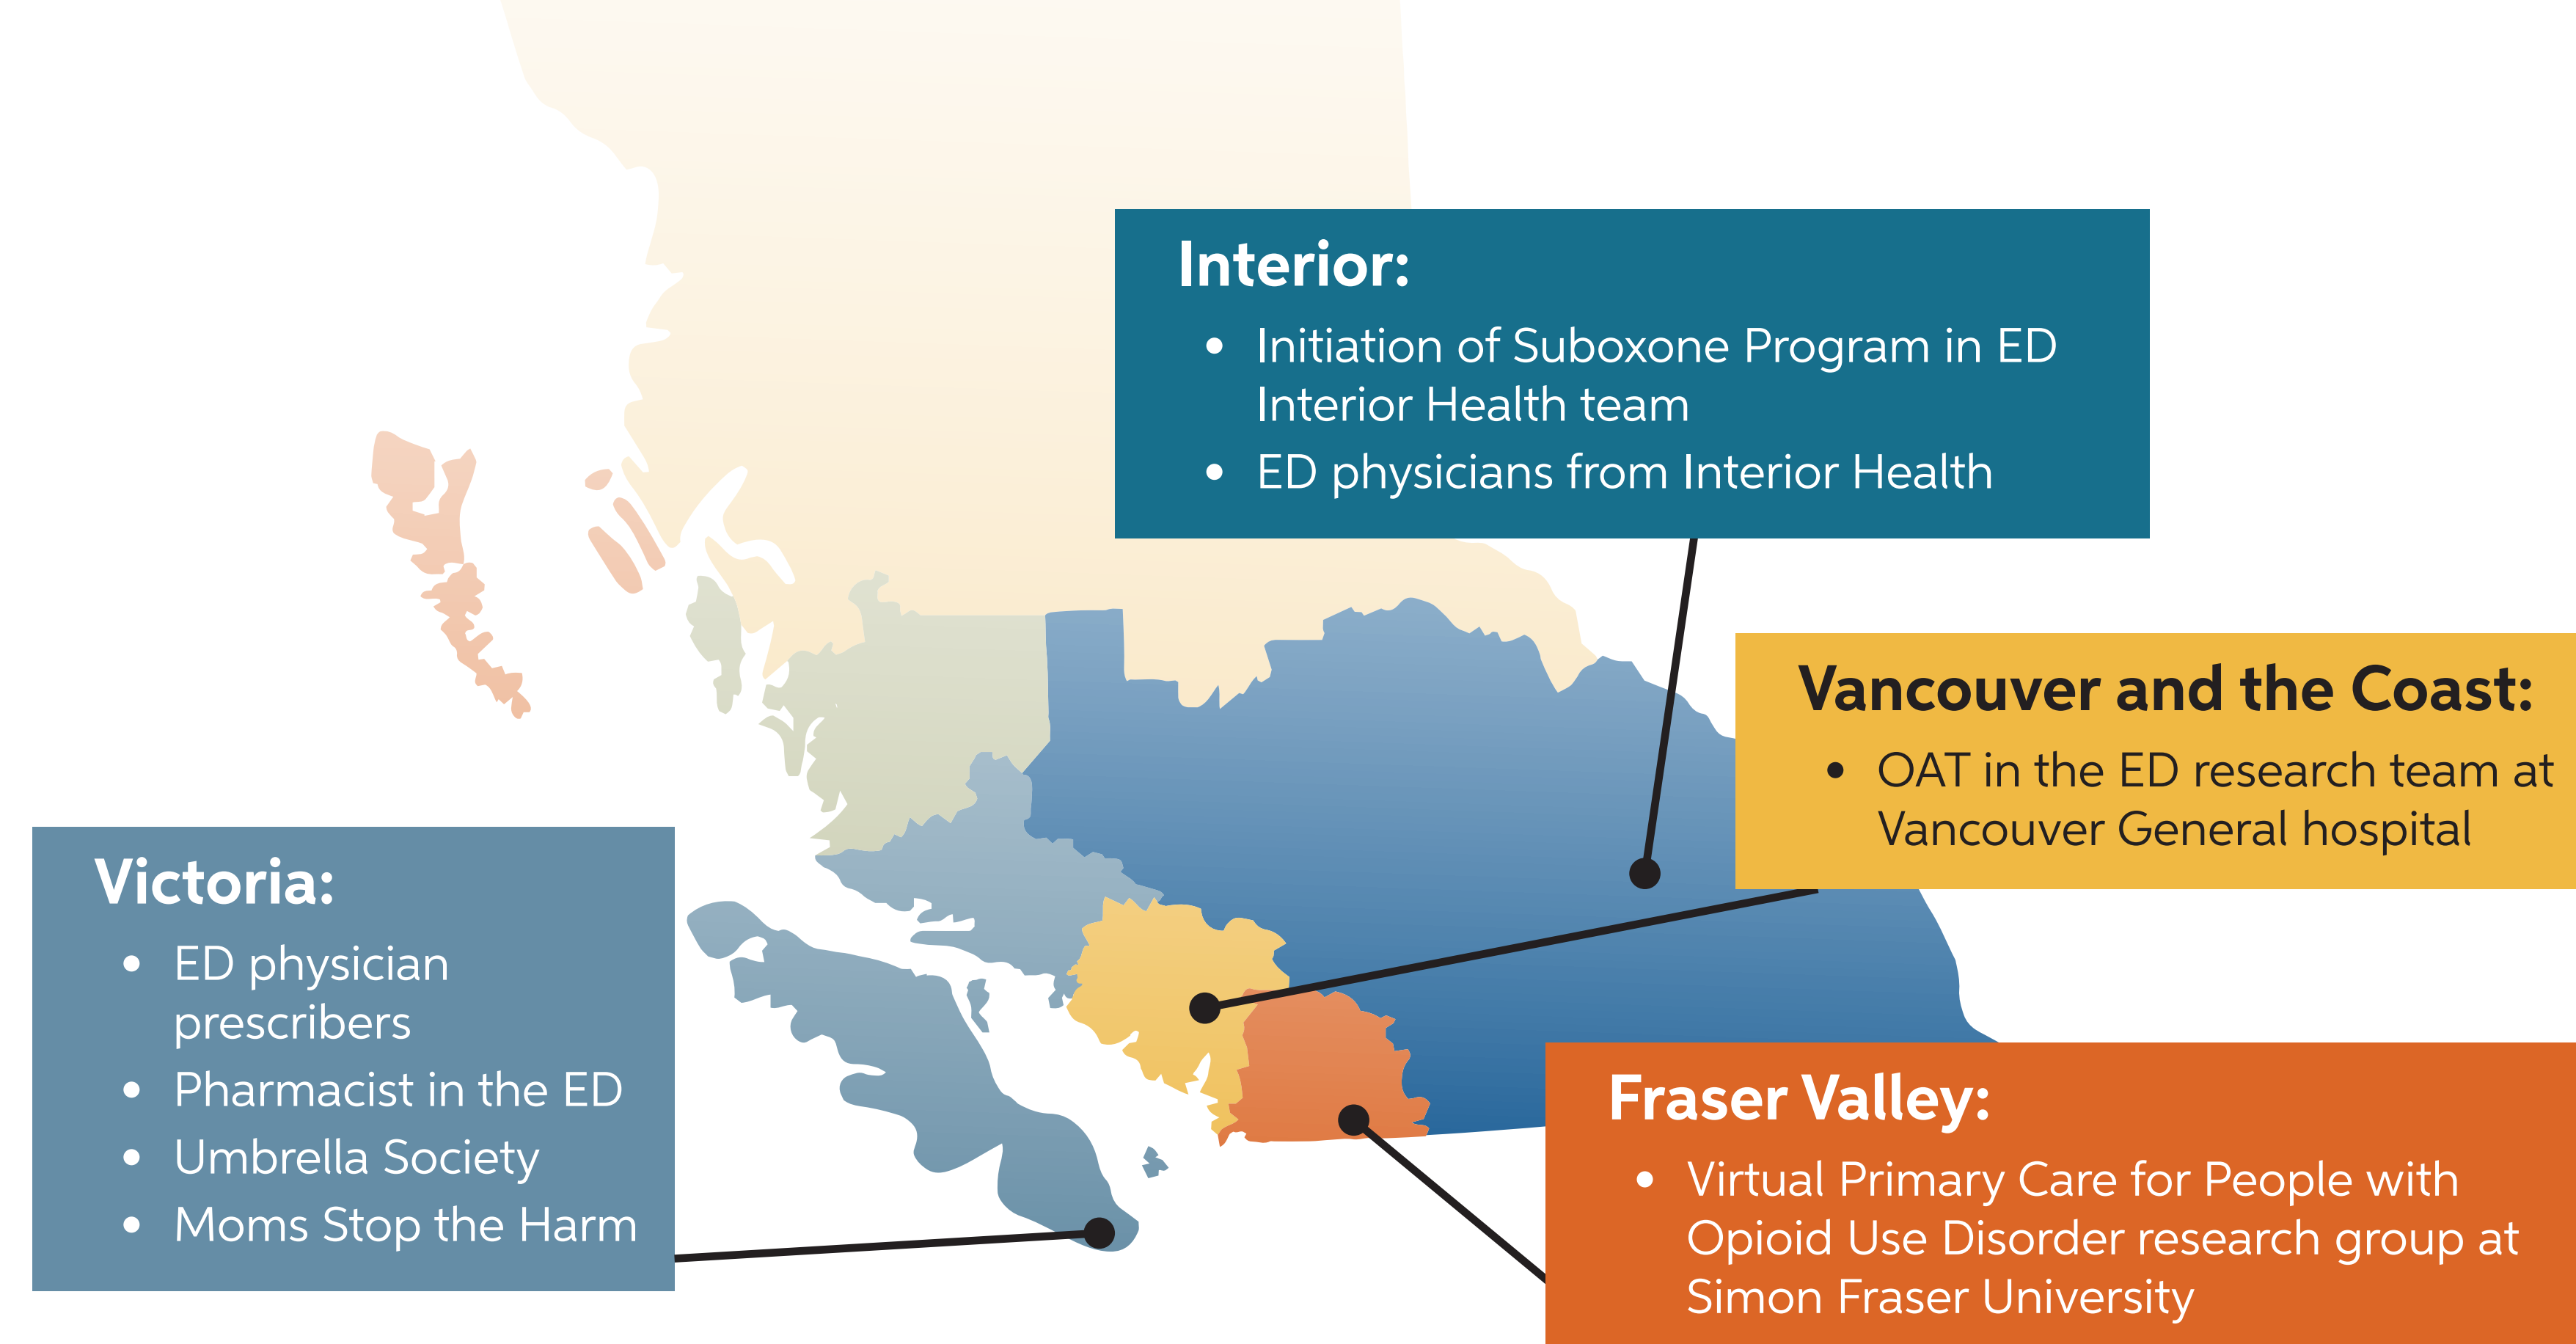 Interior:
• Initiation of Suboxone Program in ED
Interior Health team
• ED physicians from Interior Health
Vancouver and the Coast:
• OAT in the ED research team at
Vancouver General hospital
Victoria:
• ED physician
prescribers
• Pharmacist in the ED
• Umbrella Society
• Moms Stop the Harm
Fraser Valley:
• Virtual Primary Care for People with
Opioid Use Disorder research group at
Simon Fraser University